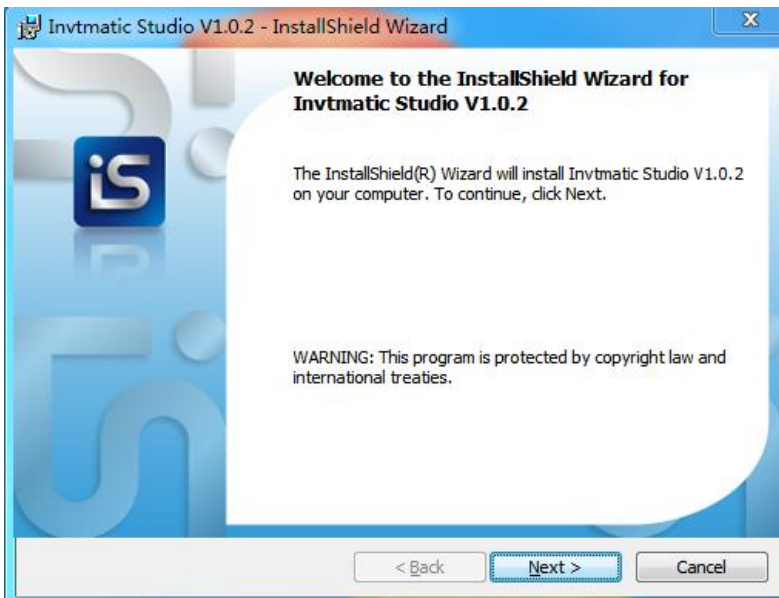 Invtmatic Studio V1.0.2 - InstallShield Wizard
X
Welcome to the InstallShield Wizard for
Invtmatic Studio V1.0.2
iS
The InstallShield(R) Wizard will install Invtmatic Studio V1.0.2
on your computer. To continue, click Next.
WARNING: This program is protected by copyright law and
international treaties.
< Back
Next >
Cancel